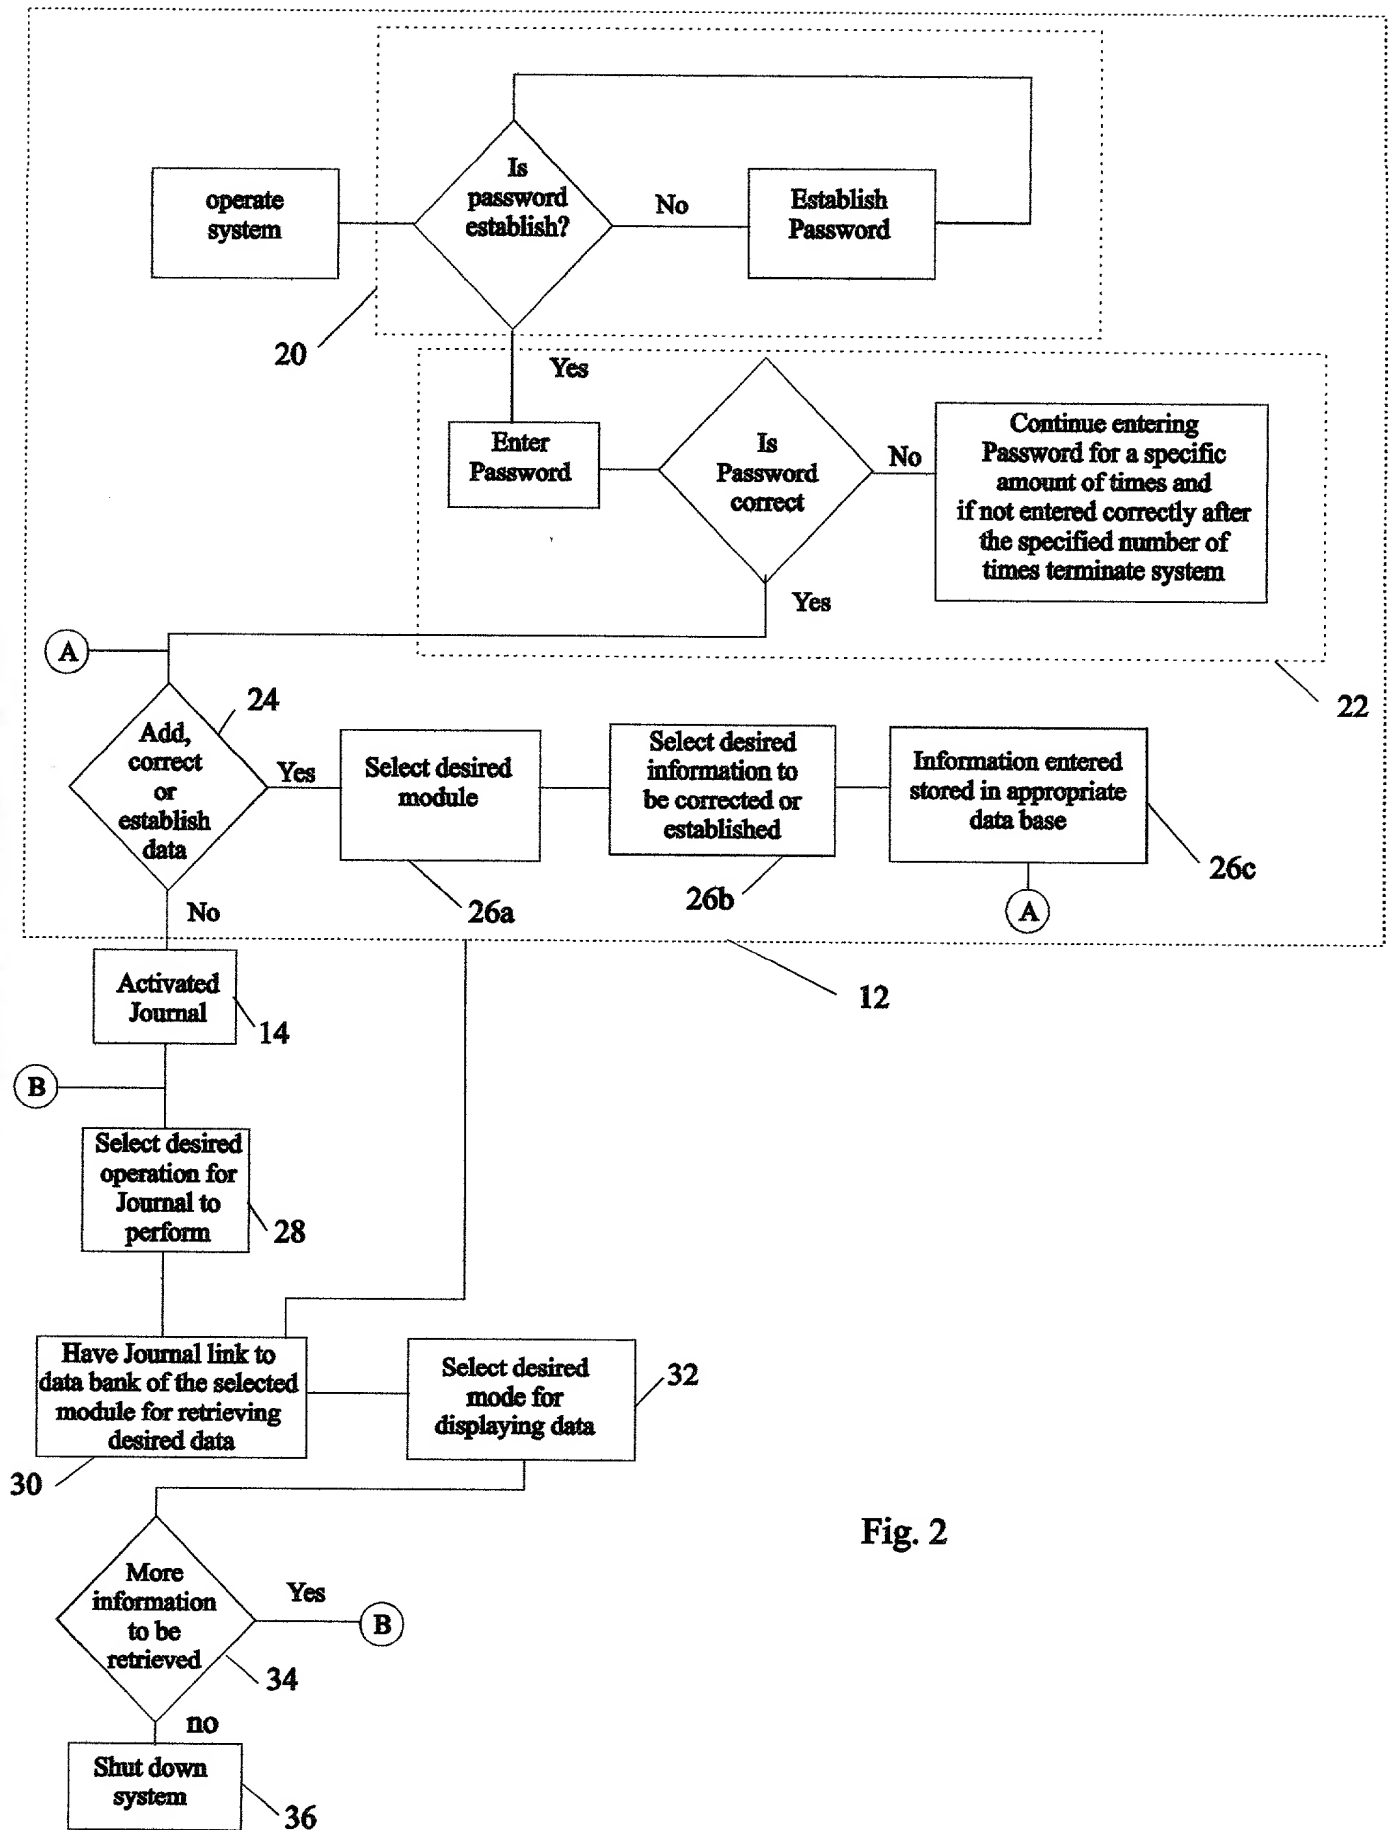 operate
system
Is
password
establish?
No
Establish
Password
20
Yes
Enter
Password
Is
Password
correct
No
Continue entering
Password for a specific
amount of times and
if not entered correctly after
the specified number of
times terminate system
Yes
22
A
24
Add,
correct
or
establish
data
Yes
Select desired
module
26a
Select desired
information to
be corrected or
established
26b
Information entered
stored in appropriate
data base
26c
A
No
12
Activated
Journal
14
B
Select desired
operation for
Journal to
perform
28
Have Journal link to
data bank of the selected
module for retrieving
desired data
30
Select desired
mode for
displaying data
32
More
information
to be
retrieved
Yes
B
34
no
Shut down
system
36
Fig. 2